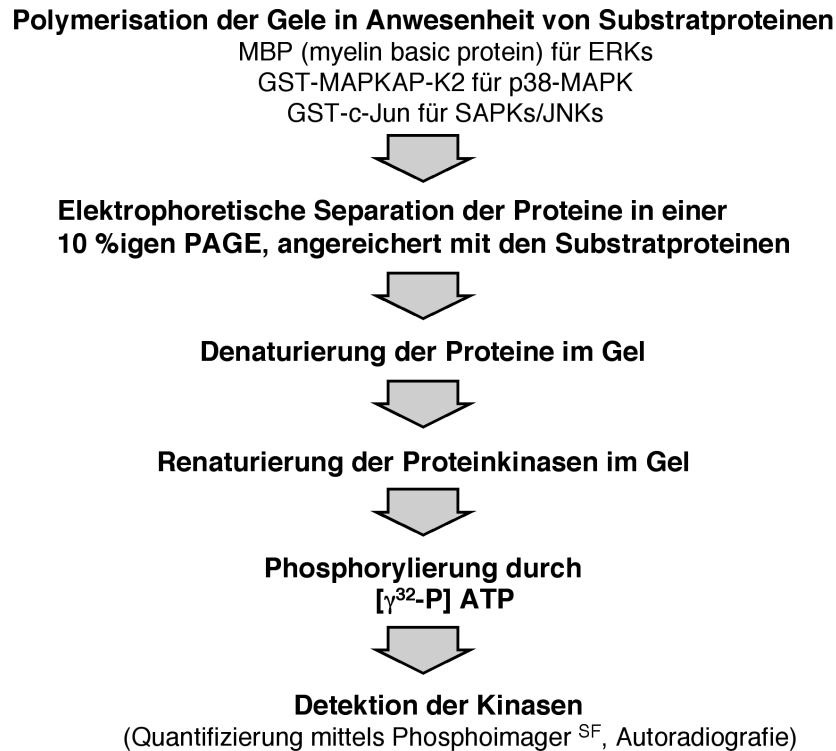 Polymerisation der Gele in Anwesenheit von Substratproteinen
MBP (myelin basic protein) für ERKs
GST-MAPKAP-K2 für p38-MAPK
GST-c-Jun für SAPKs/JNKs
Elektrophoretische Separation der Proteine in einer
10 %igen PAGE, angereichert mit den Substratproteinen
Denaturierung der Proteine im Gel
Renaturierung der Proteinkinasen im Gel
Phosphorylierung durch
[γ³²-P] ATP
Detektion der Kinasen
(Quantifizierung mittels Phosphoimager ˢᶠ, Autoradiografie)